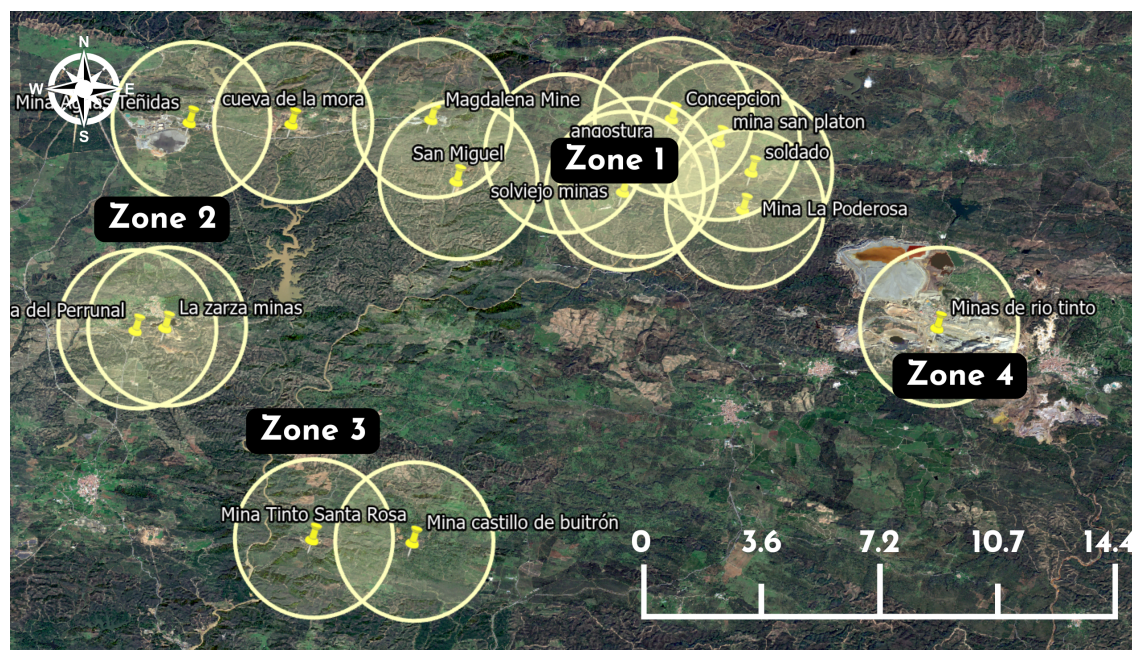 N
W E
S
Mina Aguas Teñidas
cueva de la mora
Magdalena Mine
Concepcion
mina san platon
angostura
Zone 1
San Miguel
soldado
solviejo minas
Mina La Poderosa
Zone 2
a del Perrunal
La zarza minas
Minas de rio tinto
Zone 4
Zone 3
Mina Tinto Santa Rosa
Mina castillo de buitrón
0 3.6 7.2 10.7 14.4